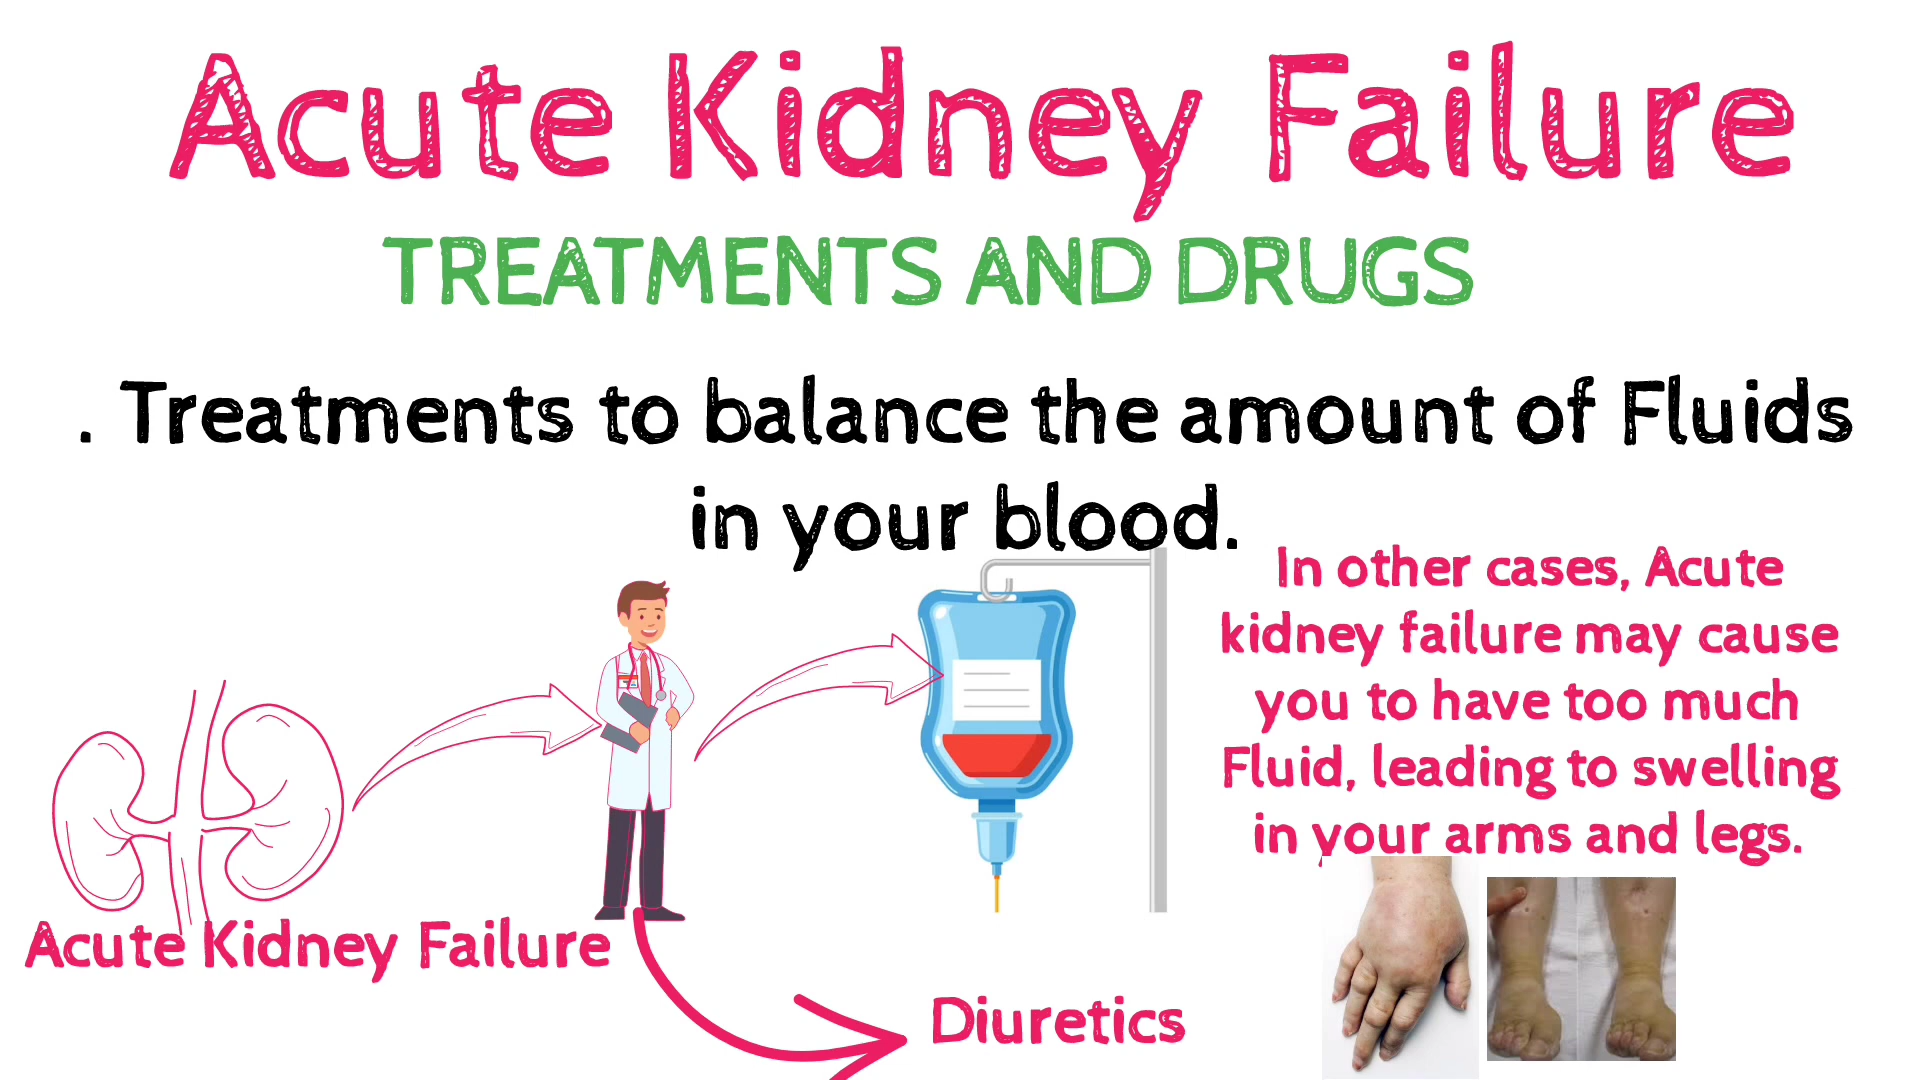 Acute Kidney Failure
TREATMENTS AND DRUGS
. Treatments to balance the amount of Fluids
in your blood.
In other cases, Acute
kidney failure may cause
you to have too much
Fluid, leading to swelling
in your arms and legs.
Acute Kidney Failure
Diuretics